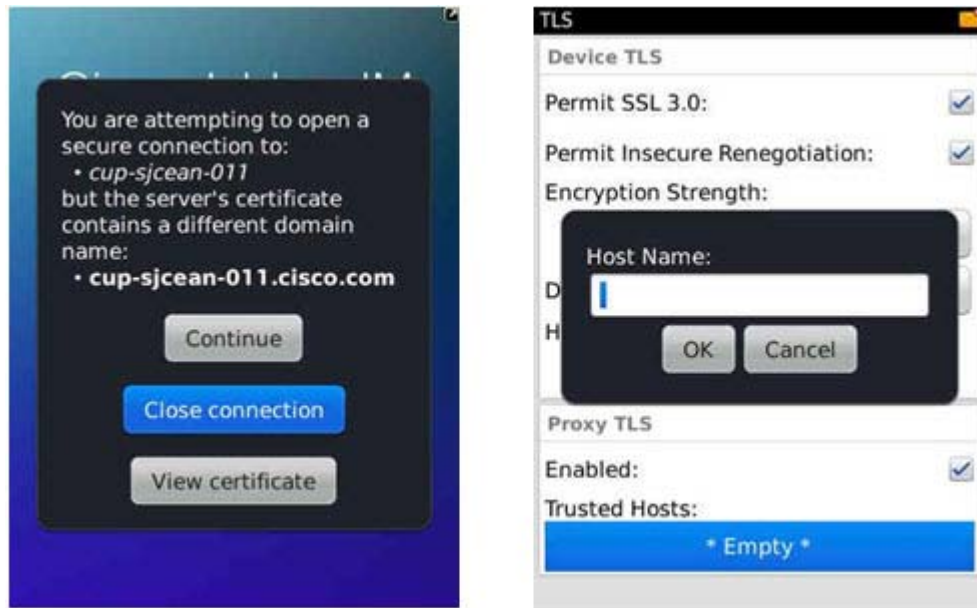 You are attempting to open a
secure connection to:
• cup-sjcean-011
but the server's certificate
contains a different domain
name:
• cup-sjcean-011.cisco.com
Continue
Close connection
View certificate
TLS
Device TLS
Permit SSL 3.0:
Permit Insecure Renegotiation:
Encryption Strength:
Host Name:
D
H
OK Cancel
Proxy TLS
Enabled:
Trusted Hosts:
* Empty *